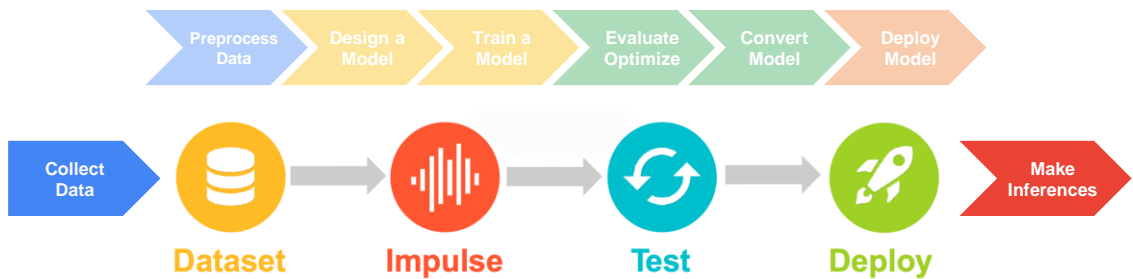 Preprocess
Data
Design a
Model
Train a
Model
Evaluate
Optimize
Convert
Model
Deploy
Model
Collect
Data
Make
Inferences
Dataset
Impulse
Test
Deploy